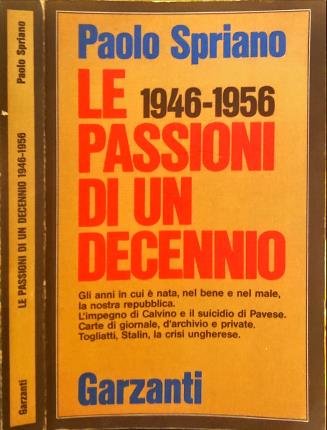 Paolo Spriano
LE PASSIONI DI UN DECENNIO 1946-1956
Garzanti
Paolo Spriano
LE 1946-1956
PASSIONI
DI UN
DECENNIO
Gli anni in cui è nata, nel bene e nel male,
la nostra repubblica.
L'impegno di Calvino e il suicidio di Pavese.
Carte di giornale, d'archivio e private.
Togliatti, Stalin, la crisi ungherese.
Garzanti